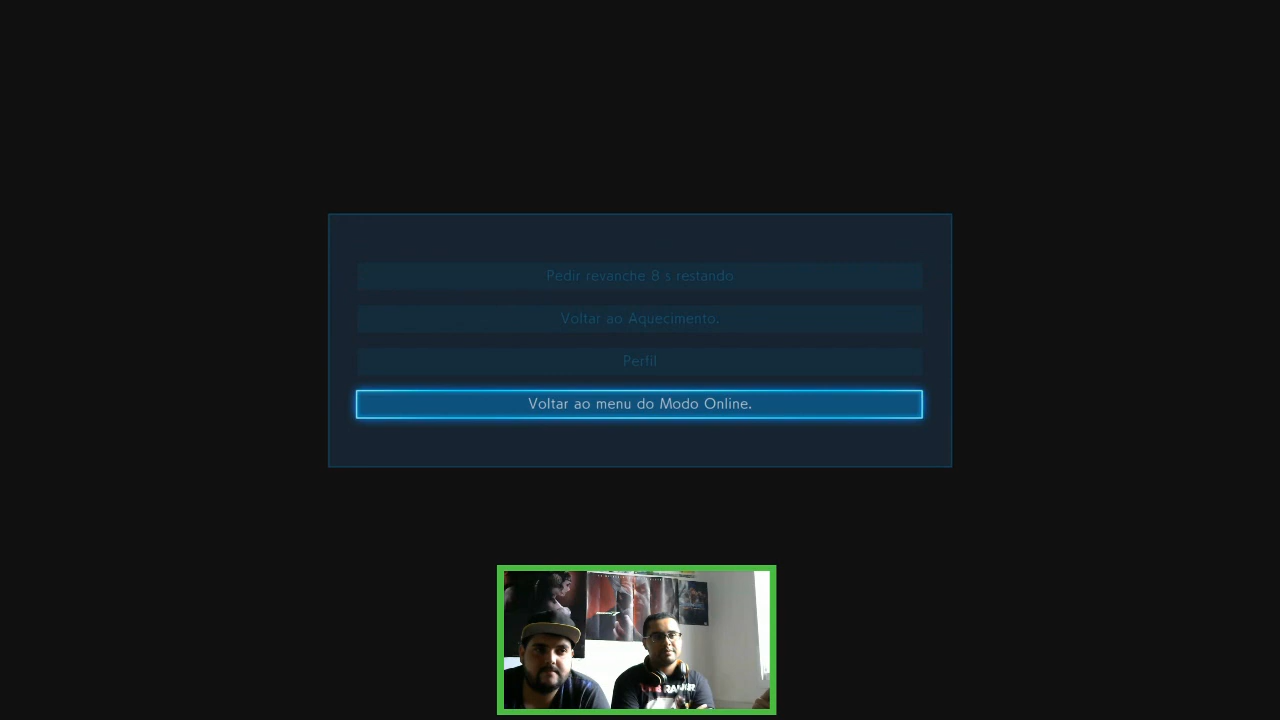 Pedir revanche 8 s restando
Voltar ao Aquecimento.
Perfil
Voltar ao menu do Modo Online.